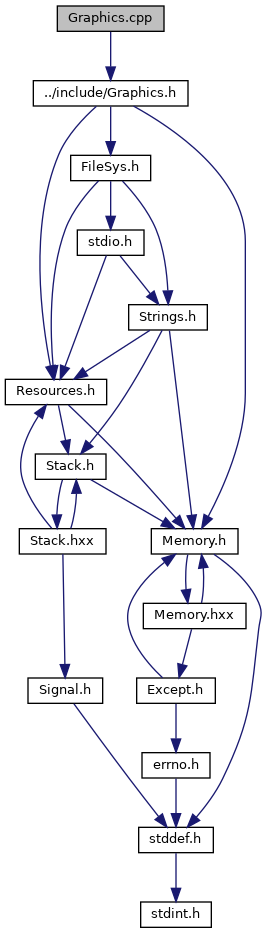 Graphics.cpp
../include/Graphics.h
FileSys.h
stdio.h
Strings.h
Resources.h
Stack.h
Stack.hxx
Memory.h
Memory.hxx
Signal.h
Except.h
errno.h
stddef.h
stdint.h